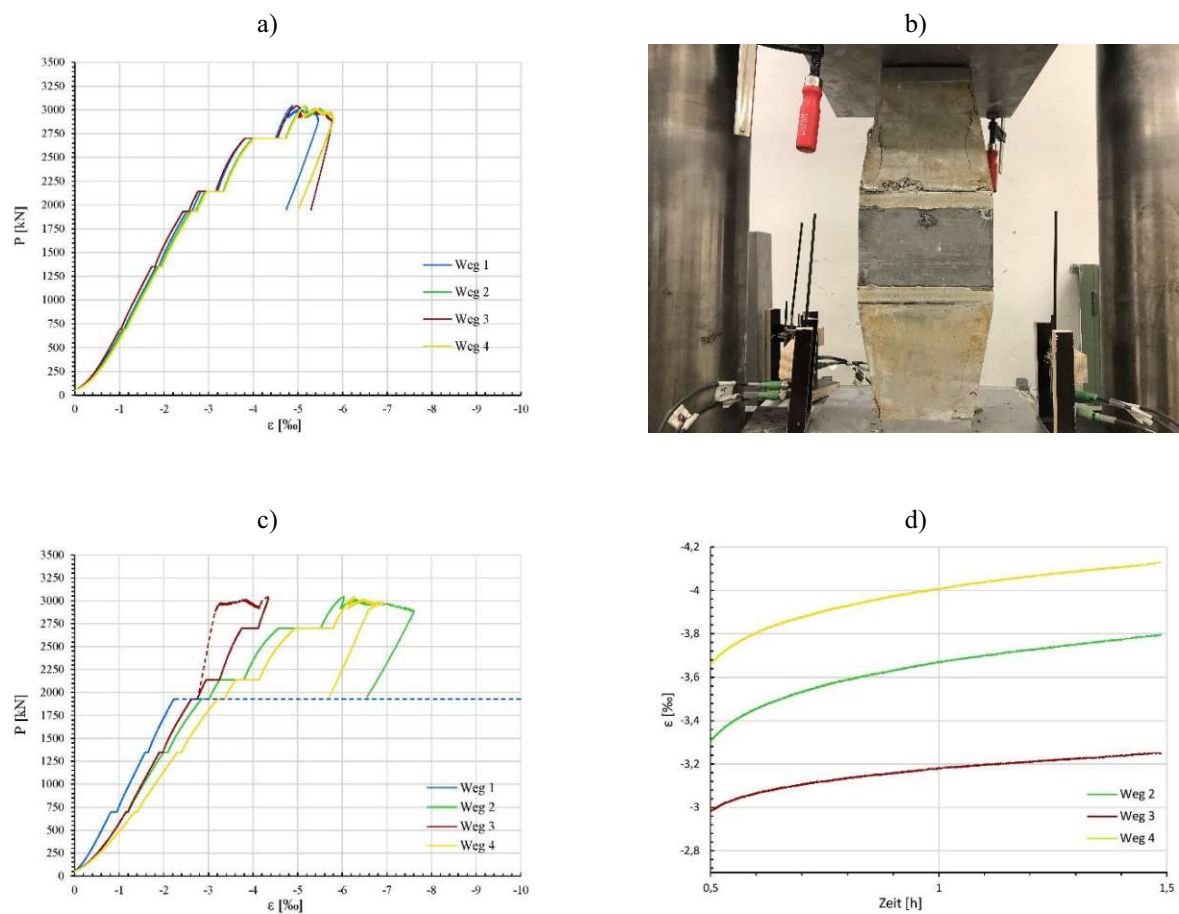 a)
3500
3250
3000
2750
2500
2250
2000
1750
1500
1250
1000
750
500
250
0
P [kN]
0 -1 -2 -3 -4 -5 -6 -7 -8 -9 -10
ε [‰]
Weg 1
Weg 2
Weg 3
Weg 4
b)
c)
3500
3250
3000
2750
2500
2250
2000
1750
1500
1250
1000
750
500
250
0
P [kN]
0 -1 -2 -3 -4 -5 -6 -7 -8 -9 -10
ε [‰]
Weg 1
Weg 2
Weg 3
Weg 4
d)
-4,2
-4
-3,8
-3,6
-3,4
-3,2
-3
-2,8
ε [‰]
0,5 1 1,5
Zeit [h]
Weg 2
Weg 3
Weg 4